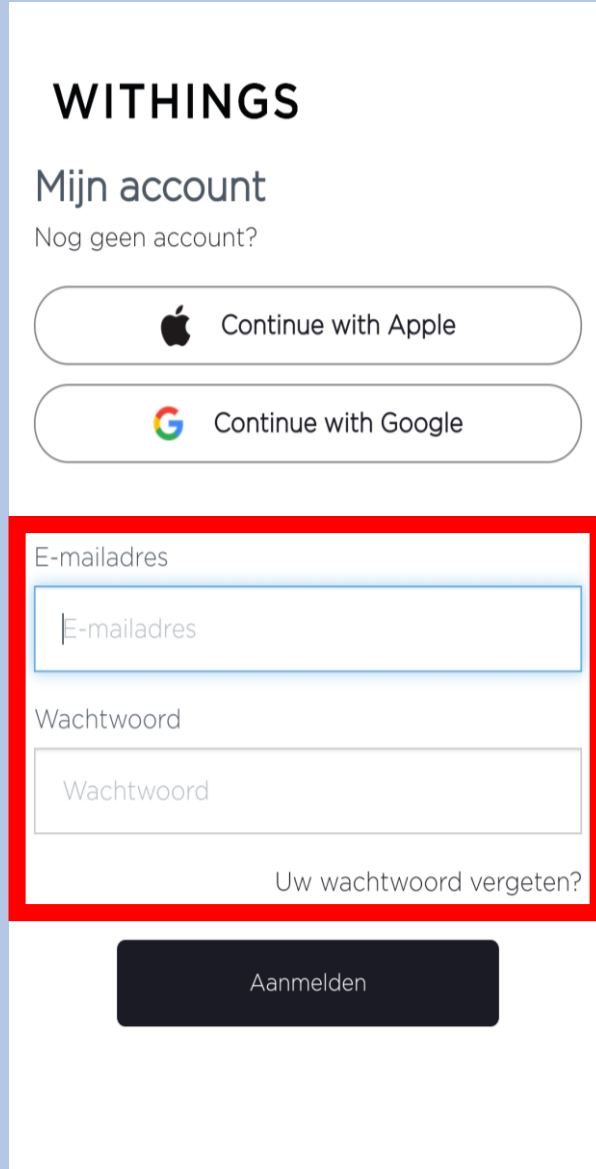 WITHINGS
Mijn account
Nog geen account?
Continue with Apple
Continue with Google
E-mailadres
E-mailadres
Wachtwoord
Wachtwoord
Uw wachtwoord vergeten?
Aanmelden